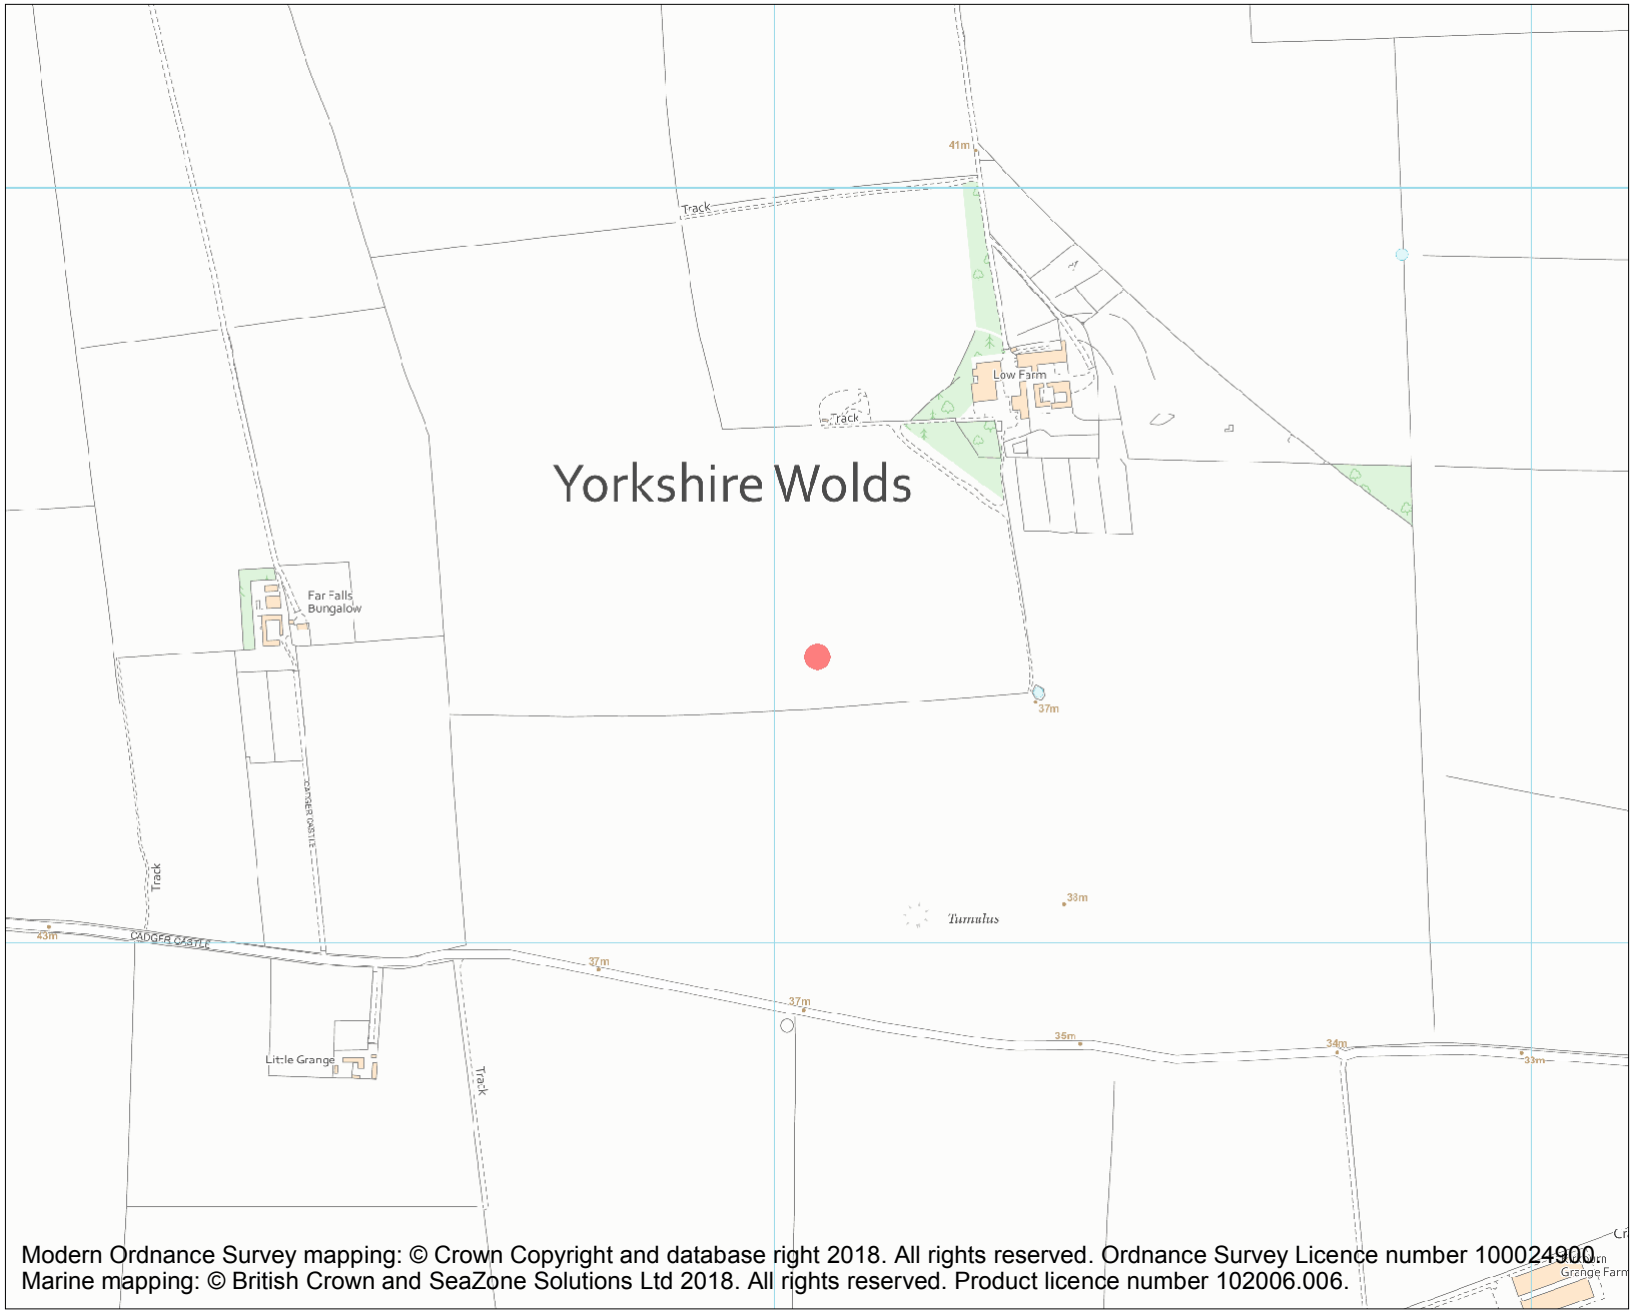 41m
Track
Low Farm
Track
Yorkshire Wolds
Far Falls
Bungalow
37m
CADGER CASTLE
Track
38m
Tumulus
43m
CADGER CASTLE
37m
37m
35m
34m
33m
Little Grange
Track
Modern Ordnance Survey mapping: © Crown Copyright and database right 2018. All rights reserved. Ordnance Survey Licence number 100024900.
Marine mapping: © British Crown and SeaZone Solutions Ltd 2018. All rights reserved. Product licence number 102006.006.
Grange Farm